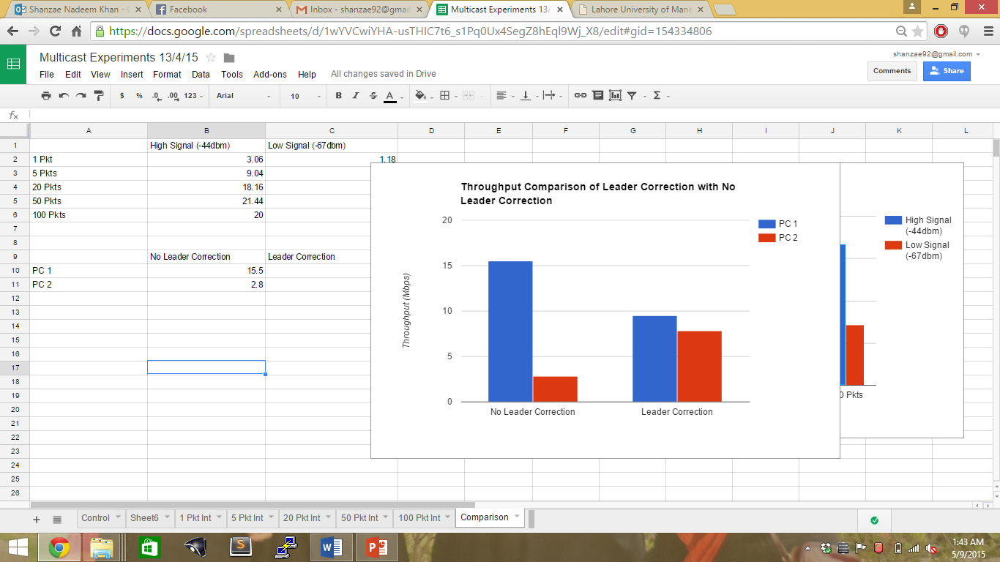 Shanzae Nadeem Khan -
Facebook
Inbox - shanzae92@gmail
Multicast Experiments 13/
Lahore University of Mana
https://docs.google.com/spreadsheets/d/1wYVCwiYHA-usTHIC7t6_s1Pq0Ux4SegZ8hEqI9Wj_X8/edit#gid=154334806
Multicast Experiments 13/4/15
shanzae92@gmail.com
File Edit View Insert Format Data Tools Add-ons Help All changes saved in Drive
Comments Share
$ % .0 .00 123 Arial 10 B I S A Σ
fx
A B C D E F G H I J K L
1 High Signal (-44dbm) Low Signal (-67dbm)
2 1 Pkt 3.06 1.18
3 5 Pkts 9.04
4 20 Pkts 18.16
5 50 Pkts 21.44
6 100 Pkts 20
7
8
9 No Leader Correction Leader Correction
10 PC 1 15.5
11 PC 2 2.8
12
13
14
15
16
17
18
19
20
21
22
23
24
25
26
Throughput Comparison of Leader Correction with No
Leader Correction
Throughput (Mbps)
20
15
10
5
0
No Leader Correction Leader Correction
PC 1
PC 2
High Signal
(-44dbm)
Low Signal
(-67dbm)
0 Pkts
+ Control Sheet6 1 Pkt Int 5 Pkt Int 20 Pkt Int 50 Pkt Int 100 Pkt Int Comparison
1:43 AM
5/9/2015